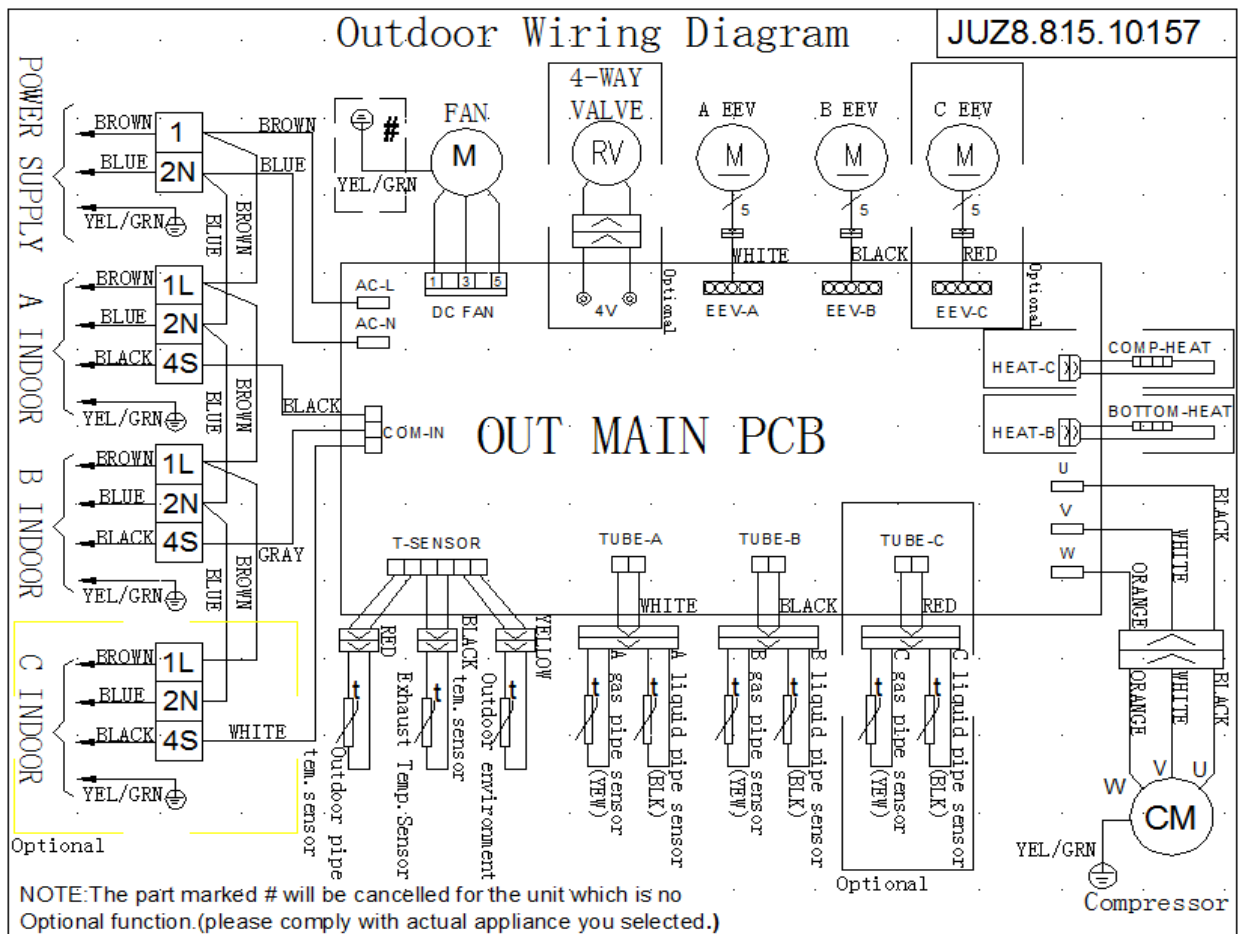 Outdoor Wiring Diagram
JUZ8.815.10157
POWER SUPPLY
BROWN
1
BROWN
BLUE
2N
BLUE
YEL/GRN
BLUE
BROWN
A INDOOR
BROWN
1L
BLUE
2N
BLACK
4S
YEL/GRN
BLACK
BLUE
BROWN
B INDOOR
BROWN
1L
BLUE
2N
BLACK
4S
YEL/GRN
GRAY
BLUE
BROWN
C INDOOR
BROWN
1L
BLUE
2N
BLACK
4S
WHITE
YEL/GRN
Optional
#
YEL/GRN
FAN
M
1 3 5
DC FAN
4-WAY
VALVE
RV
4V
Optional
A EEV
M
5
WHITE
EEV-A
B EEV
M
5
BLACK
EEV-B
C EEV
M
5
RED
EEV-C
Optional
AC-L
AC-N
COM-IN
OUT MAIN PCB
HEAT-C
COMP-HEAT
HEAT-B
BOTTOM-HEAT
U
V
W
BLACK
WHITE
ORANGE
ORANGE
WHITE
BLACK
W
V
U
CM
YEL/GRN
Compressor
T-SENSOR
RED
BLACK
YELLOW
t
t
t
Outdoor pipe
tem.sensor
Exhaust Temp.Sensor
Outdoor environment
tem.sensor
TUBE-A
WHITE
t
t
A gas pipe sensor
(YEW)
A liquid pipe sensor
(BLK)
TUBE-B
BLACK
t
t
B gas pipe sensor
(YEW)
B liquid pipe sensor
(BLK)
TUBE-C
RED
t
t
C gas pipe sensor
(YEW)
C liquid pipe sensor
(BLK)
Optional
NOTE:The part marked # will be cancelled for the unit which is no
Optional function.(please comply with actual appliance you selected.)